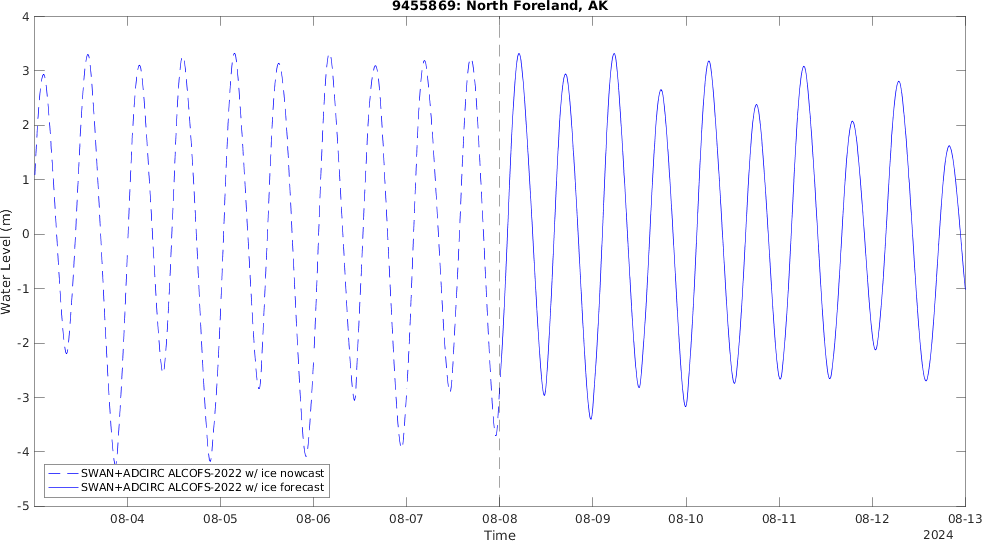 9455869: North Foreland, AK
4
3
2
1
0
-1
-2
-3
-4
-5
Water Level (m)
SWAN+ADCIRC ALCOFS-2022 w/ ice nowcast
SWAN+ADCIRC ALCOFS-2022 w/ ice forecast
08-04 08-05 08-06 08-07 08-08 08-09 08-10 08-11 08-12 08-13
Time
2024